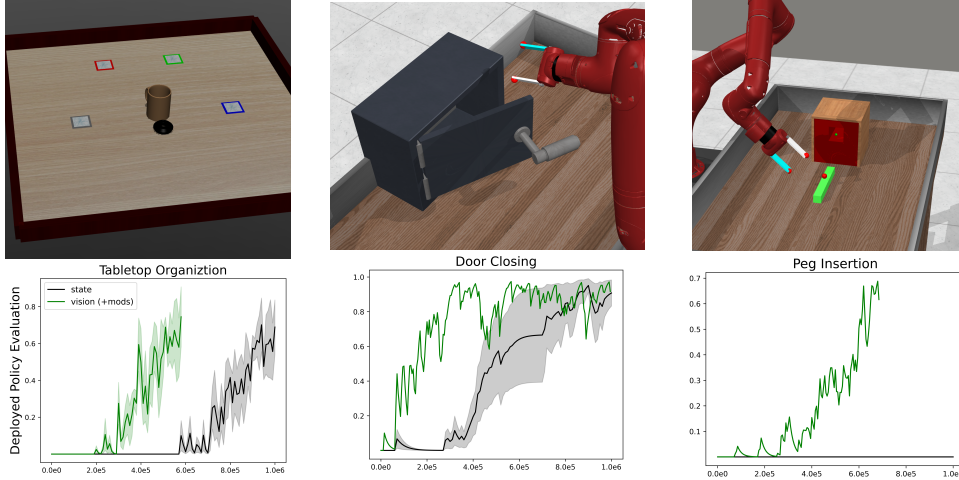 Tabletop Organiztion
Deployed Policy Evaluation
state
vision (+mods)
0.8
0.6
0.4
0.2
0.0e0
2.0e5
4.0e5
6.0e5
8.0e5
1.0e6
Door Closing
1.0
0.8
0.6
0.4
0.2
0.0
0.0e0
2.0e5
4.0e5
6.0e5
8.0e5
1.0e6
Peg Insertion
0.7
0.6
0.5
0.4
0.3
0.2
0.1
0.0e0
2.0e5
4.0e5
6.0e5
8.0e5